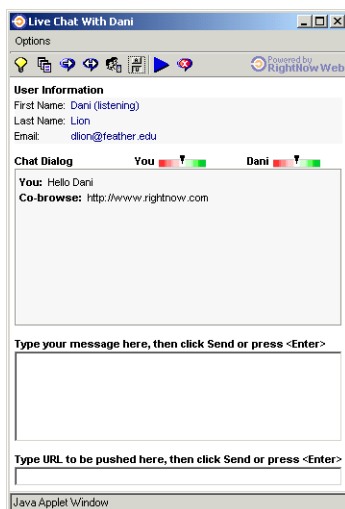 Live Chat With Dani
Options
Powered by
RightNow Web
User Information
First Name: Dani (listening)
Last Name: Lion
Email: dlion@feather.edu
Chat Dialog You Dani
You: Hello Dani
Co-browse: http://www.rightnow.com
Type your message here, then click Send or press <Enter>
Type URL to be pushed here, then click Send or press <Enter>
Java Applet Window